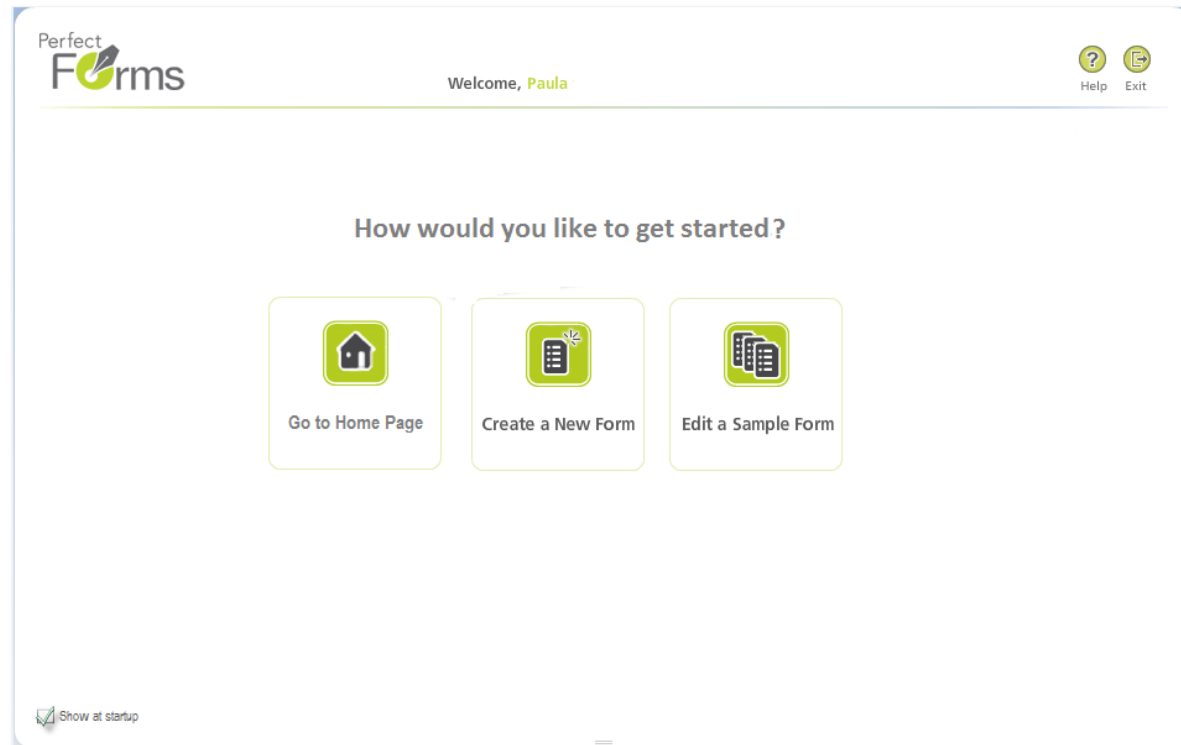 Perfect
Forms
Welcome, Paula
?
Help Exit
How would you like to get started?
Go to Home Page Create a New Form Edit a Sample Form
Show at startup